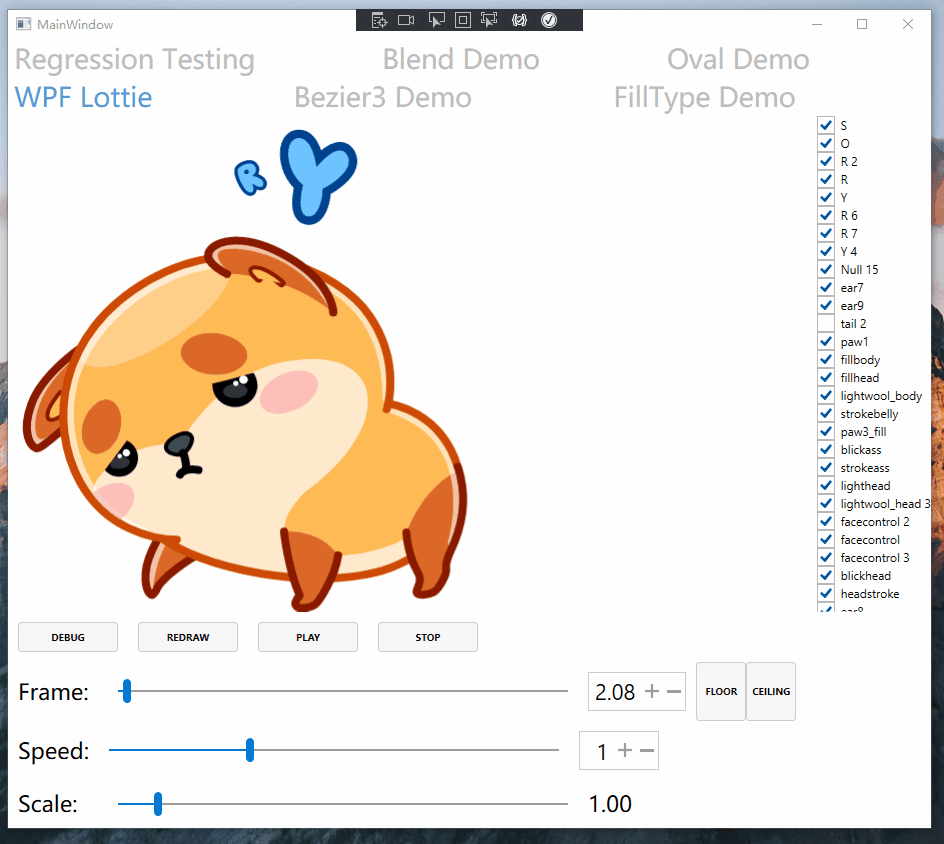 MainWindow
Regression Testing Blend Demo Oval Demo
WPF Lottie Bezier3 Demo FillType Demo
R Y
S
O
R 2
R
Y
R 6
R 7
Y 4
Null 15
ear7
ear9
tail 2
paw1
fillbody
fillhead
lightwool_body
strokebelly
paw3_fill
blickass
strokeass
lighthead
lightwool_head 3
facecontrol 2
facecontrol
facecontrol 3
blickhead
headstroke
ear8
DEBUG REDRAW PLAY STOP
Frame: 2.08 FLOOR CEILING
Speed: 1
Scale: 1.00